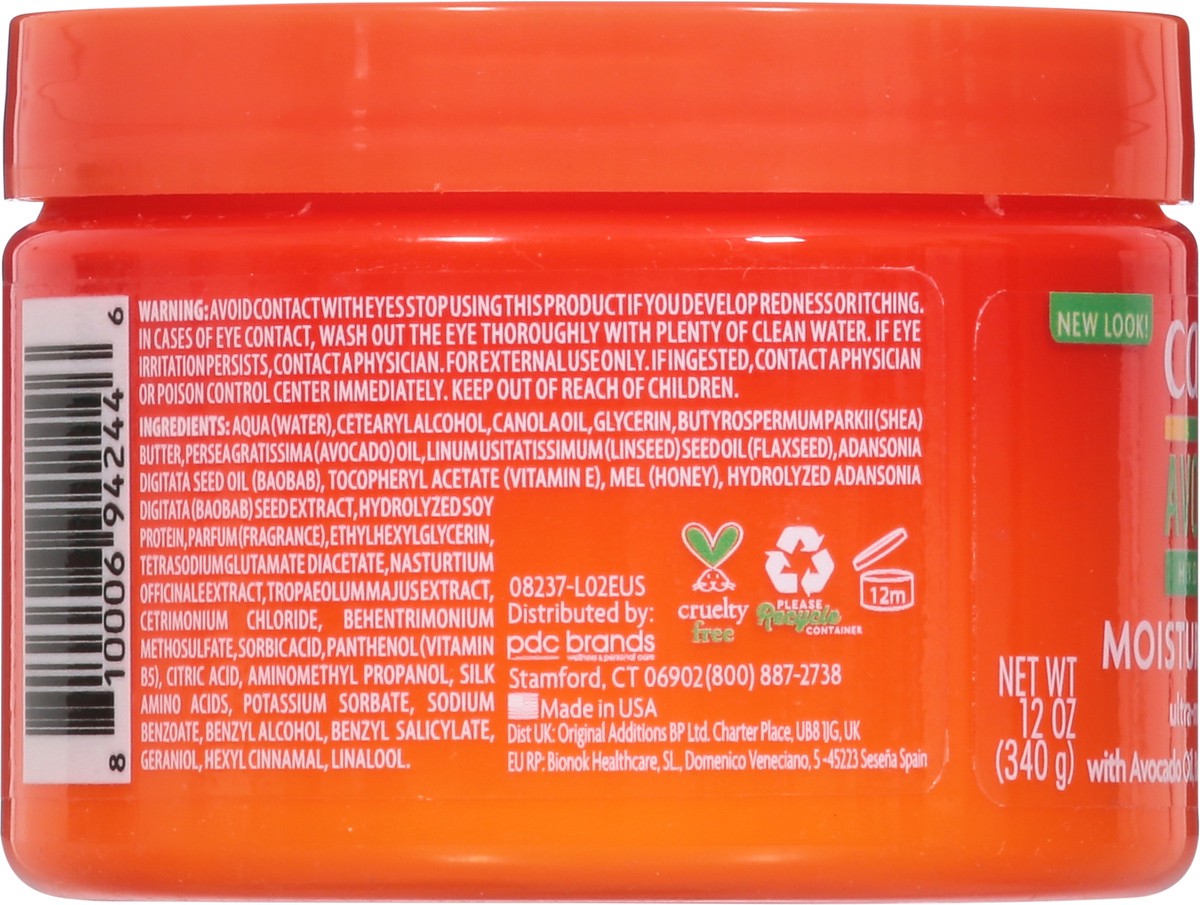 WARNING: AVOID CONTACT WITH EYES STOP USING THIS PRODUCT IF YOU DEVELOP REDNESS OR ITCHING.
IN CASES OF EYE CONTACT, WASH OUT THE EYE THOROUGHLY WITH PLENTY OF CLEAN WATER. IF EYE
IRRITATION PERSISTS, CONTACT A PHYSICIAN. FOR EXTERNAL USE ONLY. IF INGESTED, CONTACT A PHYSICIAN
OR POISON CONTROL CENTER IMMEDIATELY. KEEP OUT OF REACH OF CHILDREN.
INGREDIENTS: AQUA (WATER), CETEARYL ALCOHOL, CANOLA OIL, GLYCERIN, BUTYROSPERMUM PARKII (SHEA)
BUTTER, PERSEA GRATISSIMA (AVOCADO) OIL, LINUM USITATISSIMUM (LINSEED) SEED OIL (FLAXSEED), ADANSONIA
DIGITATA SEED OIL (BAOBAB), TOCOPHERYL ACETATE (VITAMIN E), MEL (HONEY), HYDROLYZED ADANSONIA
DIGITATA (BAOBAB) SEED EXTRACT, HYDROLYZED SOY
PROTEIN, PARFUM (FRAGRANCE), ETHYLHEXYLGLYCERIN,
TETRASODIUM GLUTAMATE DIACETATE, NASTURTIUM
OFFICINALE EXTRACT, TROPAEOLUM MAJUS EXTRACT,
CETRIMONIUM CHLORIDE, BEHENTRIMONIUM
METHOSULFATE, SORBIC ACID, PANTHENOL (VITAMIN
B5), CITRIC ACID, AMINOMETHYL PROPANOL, SILK
AMINO ACIDS, POTASSIUM SORBATE, SODIUM
BENZOATE, BENZYL ALCOHOL, BENZYL SALICYLATE,
GERANIOL, HEXYL CINNAMAL, LINALOOL.
8 10006 94244 6
08237-L02EUS
Distributed by:
pdc brands
wellness & personal care
Stamford, CT 06902 (800) 887-2738
Made in USA
Dist UK: Original Additions BP Ltd. Charter Place, UB8 1JG, UK
EU RP: Bionok Healthcare, SL., Domenico Veneciano, 5 -45223 Seseña Spain
cruelty
free
PLEASE
Recycle
CONTAINER
12m
NEW LOOK!
CO
AV
MOISTU
ultra
with Avocado O
NET WT
12 OZ
(340 g)